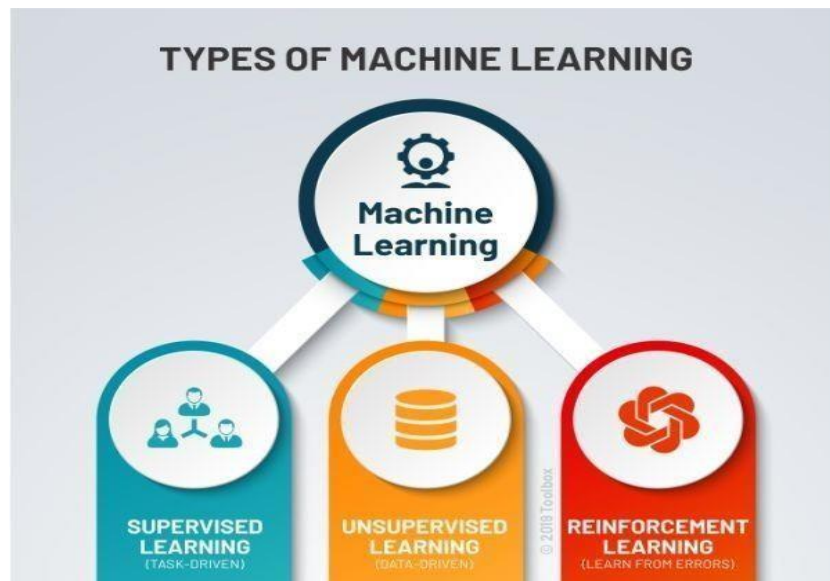 TYPES OF MACHINE LEARNING
Machine
Learning
SUPERVISED
LEARNING
(TASK-DRIVEN)
UNSUPERVISED
LEARNING
(DATA-DRIVEN)
© 2019 Toolbox
REINFORCEMENT
LEARNING
(LEARN FROM ERRORS)